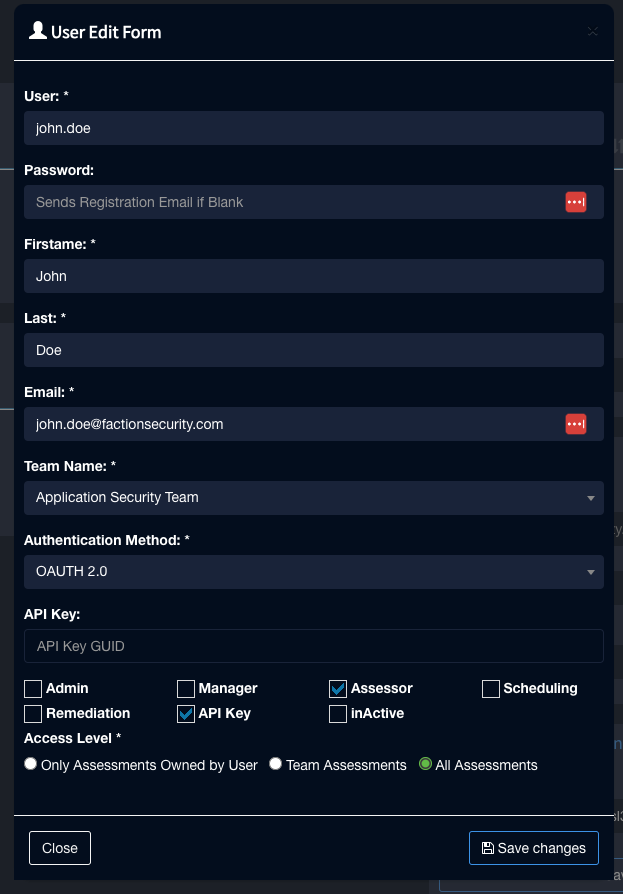 User Edit Form
User: *
john.doe
Password:
Sends Registration Email if Blank
Firstame: *
John
Last: *
Doe
Email: *
john.doe@factionsecurity.com
Team Name: *
Application Security Team
Authentication Method: *
OAUTH 2.0
API Key:
API Key GUID
Admin Manager Assessor Scheduling
Remediation API Key inActive
Access Level *
Only Assessments Owned by User Team Assessments All Assessments
Close Save changes